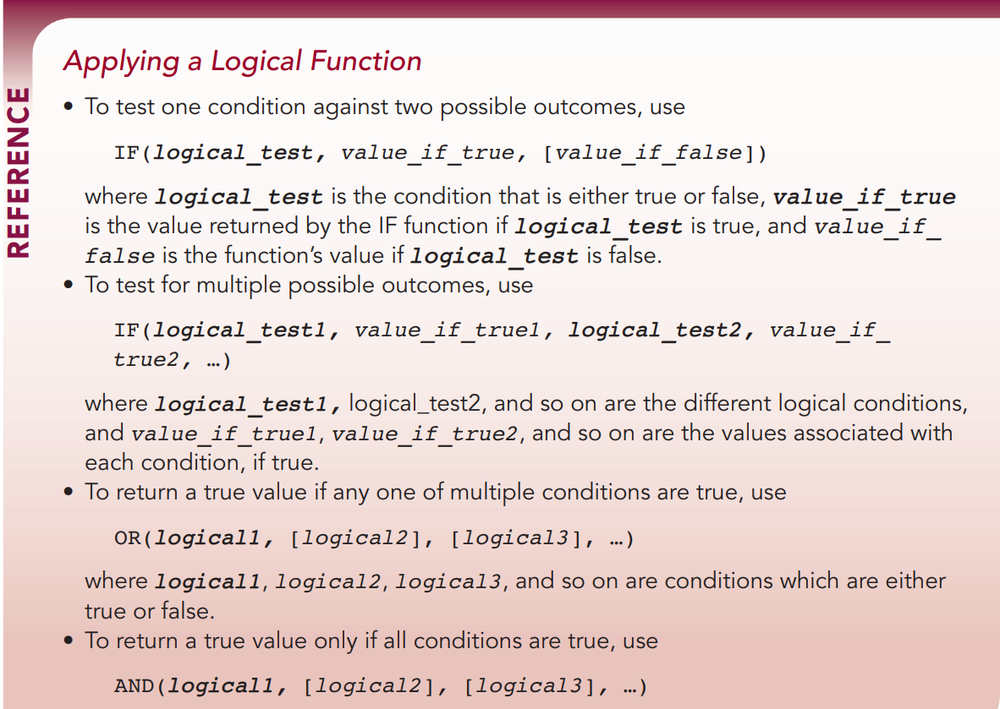 REFERENCE
Applying a Logical Function
• To test one condition against two possible outcomes, use
IF(logical_test, value_if_true, [value_if_false])
where logical_test is the condition that is either true or false, value_if_true
is the value returned by the IF function if logical_test is true, and value_if_
false is the function’s value if logical_test is false.
• To test for multiple possible outcomes, use
IF(logical_test1, value_if_true1, logical_test2, value_if_
true2, …)
where logical_test1, logical_test2, and so on are the different logical conditions,
and value_if_true1, value_if_true2, and so on are the values associated with
each condition, if true.
• To return a true value if any one of multiple conditions are true, use
OR(logical1, [logical2], [logical3], …)
where logical1, logical2, logical3, and so on are conditions which are either
true or false.
• To return a true value only if all conditions are true, use
AND(logical1, [logical2], [logical3], …)